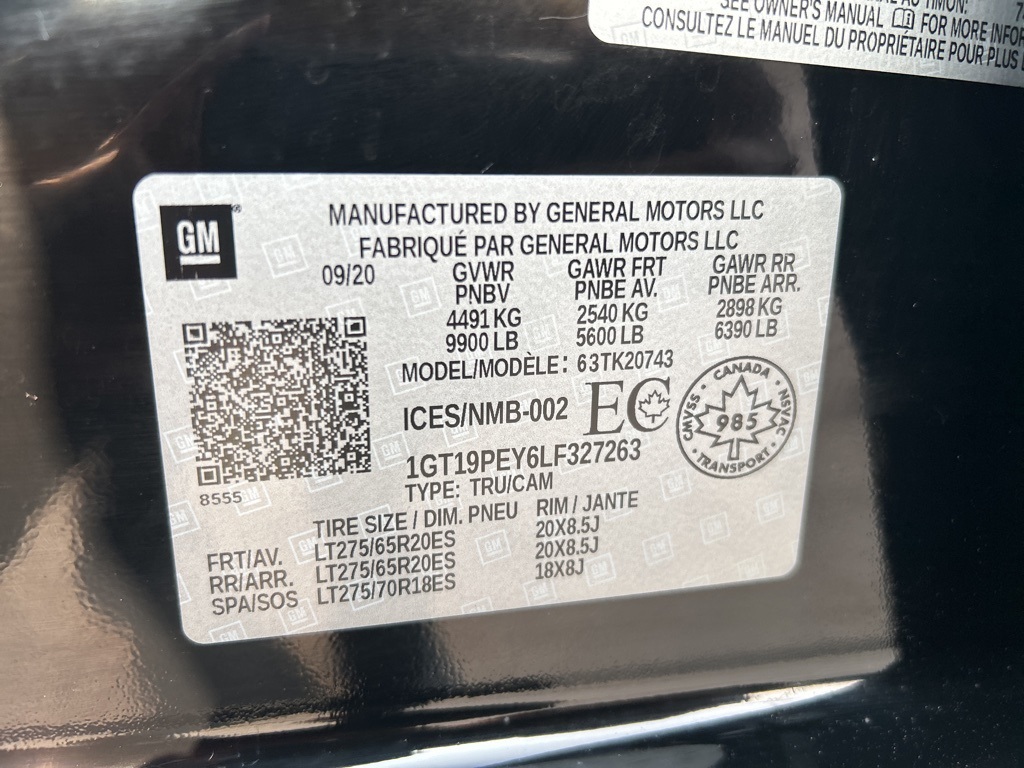 AL AU TIMON:
SEE OWNER'S MANUAL FOR MORE INFOR
CONSULTEZ LE MANUEL DU PROPRIÉTAIRE POUR PLUS
GM
MANUFACTURED BY GENERAL MOTORS LLC
FABRIQUÉ PAR GENERAL MOTORS LLC
09/20
GVWR
PNBV
4491 KG
9900 LB
GAWR FRT
PNBE AV.
2540 KG
5600 LB
GAWR RR
PNBE ARR.
2898 KG
6390 LB
MODEL/MODÈLE: 63TK20743
ICES/NMB-002 EC
CANADA
CMVSS 985 NSVAC
TRANSPORT
1GT19PEY6LF327263
TYPE: TRU/CAM
8555
TIRE SIZE / DIM. PNEU RIM / JANTE
FRT/AV. LT275/65R20ES 20X8.5J
RR/ARR. LT275/65R20ES 20X8.5J
SPA/SOS LT275/70R18ES 18X8J